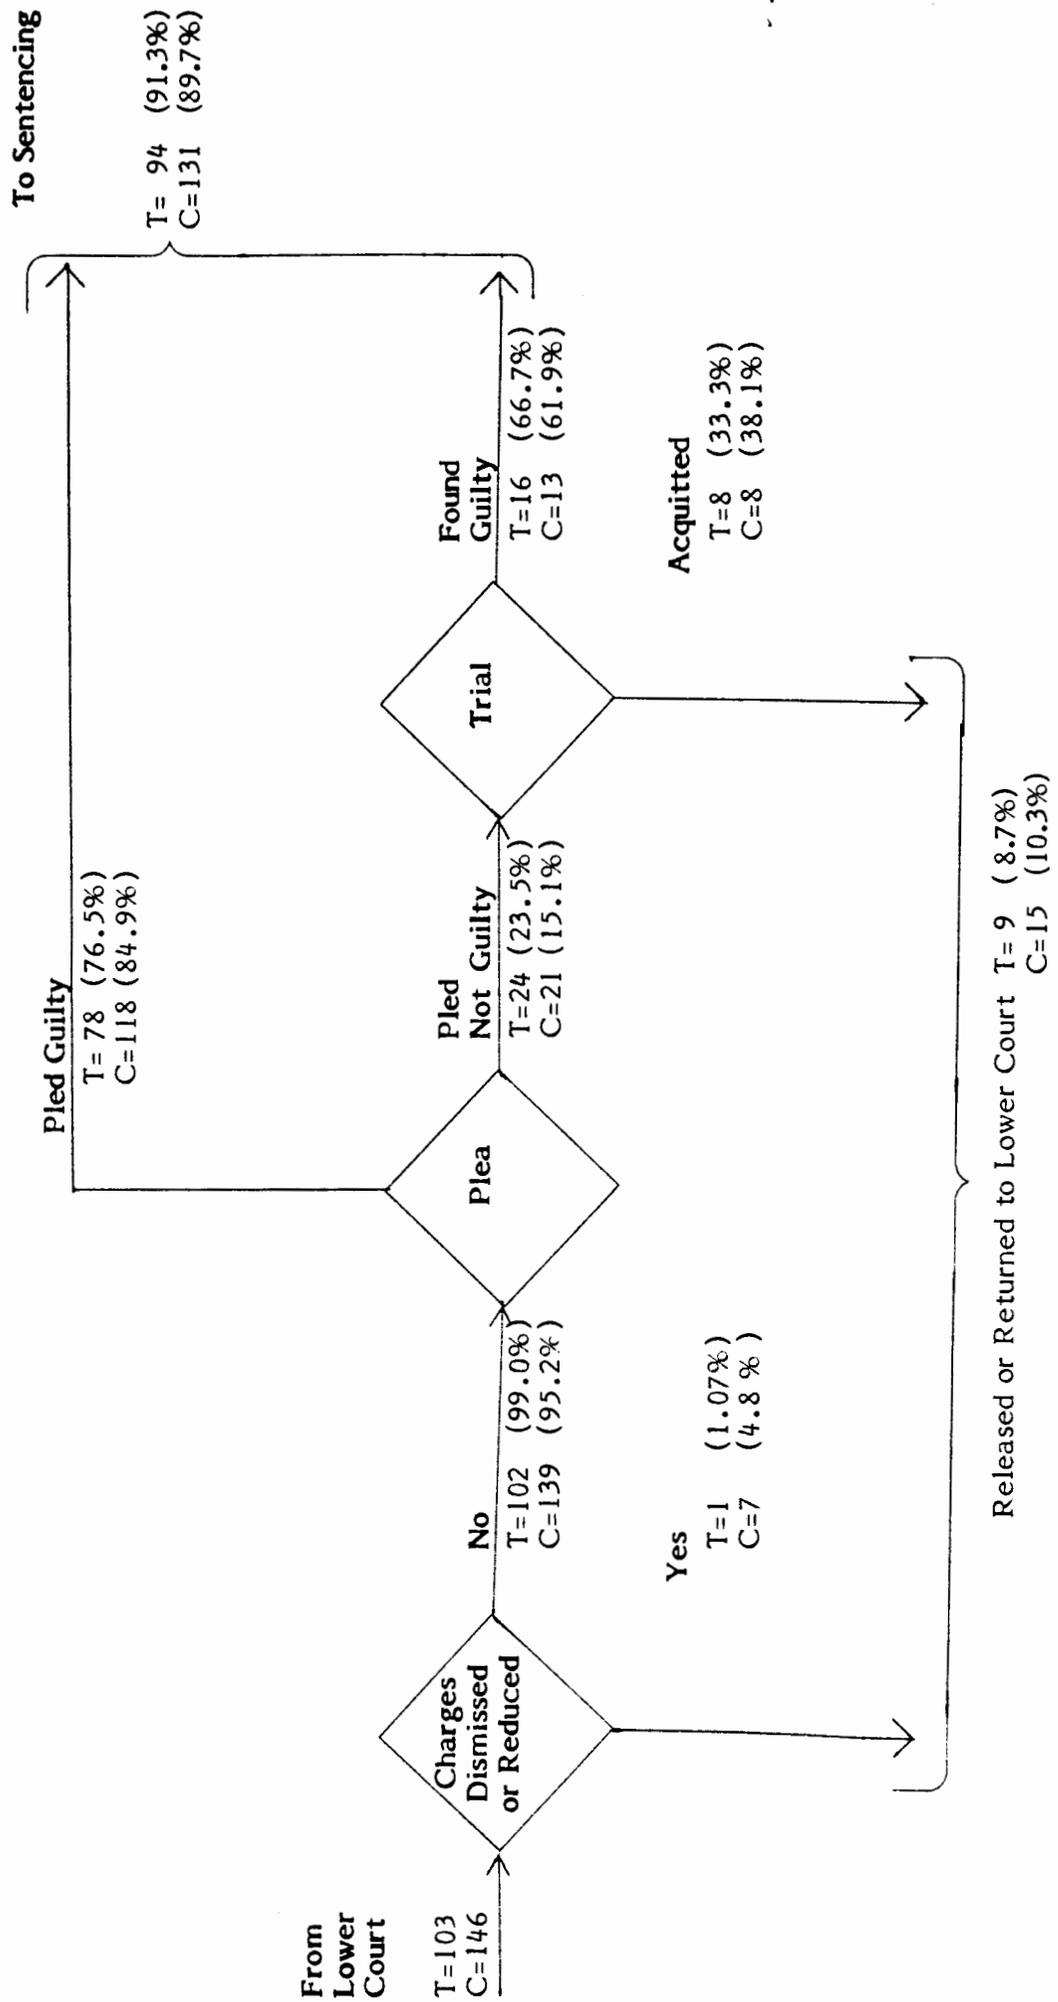 From
Lower
Court
T=103
C=146
Charges
Dismissed
or Reduced
No
T=102 (99.0%)
C=139 (95.2%)
Yes
T=1 (1.07%)
C=7 (4.8 % )
Plea
Pled Guilty
T= 78 (76.5%)
C=118 (84.9%)
Pled
Not Guilty
T=24 (23.5%)
C=21 (15.1%)
Trial
Found
Guilty
T=16 (66.7%)
C=13 (61.9%)
Acquitted
T=8 (33.3%)
C=8 (38.1%)
To Sentencing
T= 94 (91.3%)
C=131 (89.7%)
Released or Returned to Lower Court T= 9 ( 8.7%)
C=15 (10.3%)